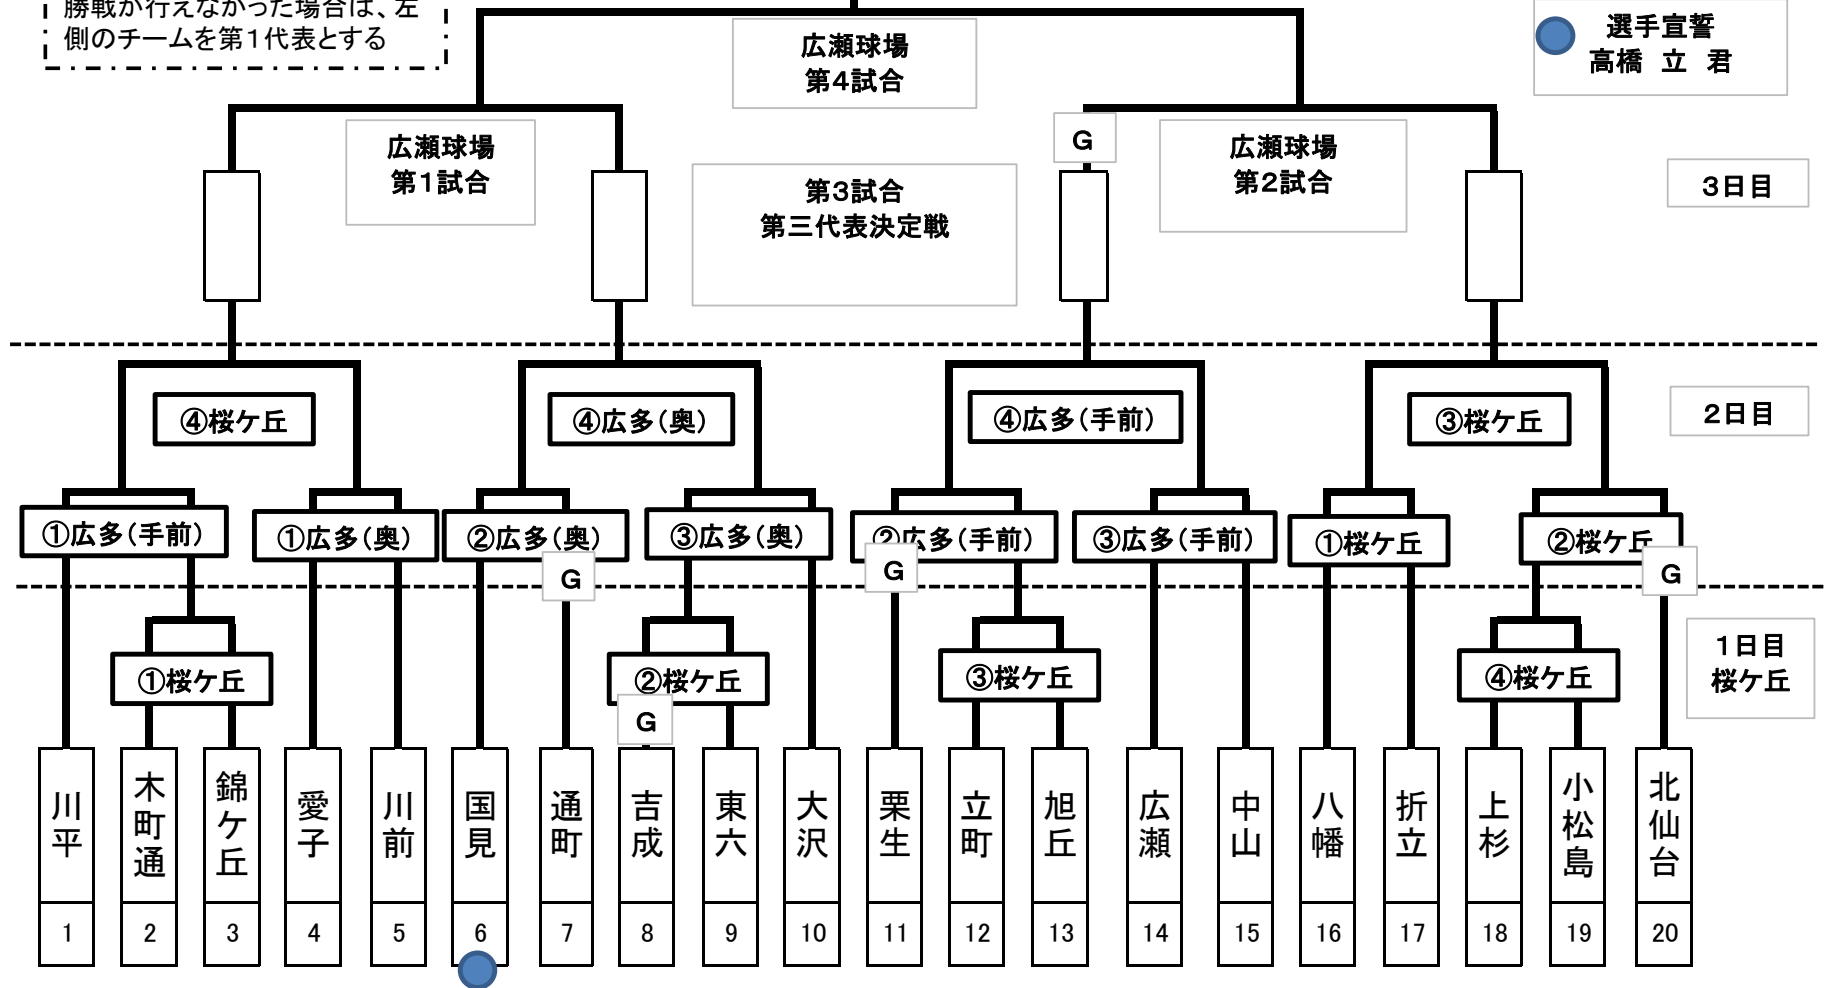 勝戦が行えなかった場合は、左
側のチームを第1代表とする
選手宣誓
高橋 立 君
広瀬球場
第4試合
G
広瀬球場
第1試合
広瀬球場
第2試合
第3試合
第三代表決定戦
3日目
④桜ケ丘
④広多(奥)
④広多(手前)
③桜ケ丘
2日目
①広多(手前)
①広多(奥)
②広多(奥)
③広多(奥)
②広多(手前)
③広多(手前)
①桜ケ丘
②桜ケ丘
G
G
G
①桜ケ丘
②桜ケ丘
③桜ケ丘
④桜ケ丘
1日目
桜ケ丘
G
川平
木町通
錦ケ丘
愛子
川前
国見
通町
吉成
東六
大沢
栗生
立町
旭丘
広瀬
中山
八幡
折立
上杉
小松島
北仙台
1
2
3
4
5
6
7
8
9
10
11
12
13
14
15
16
17
18
19
20